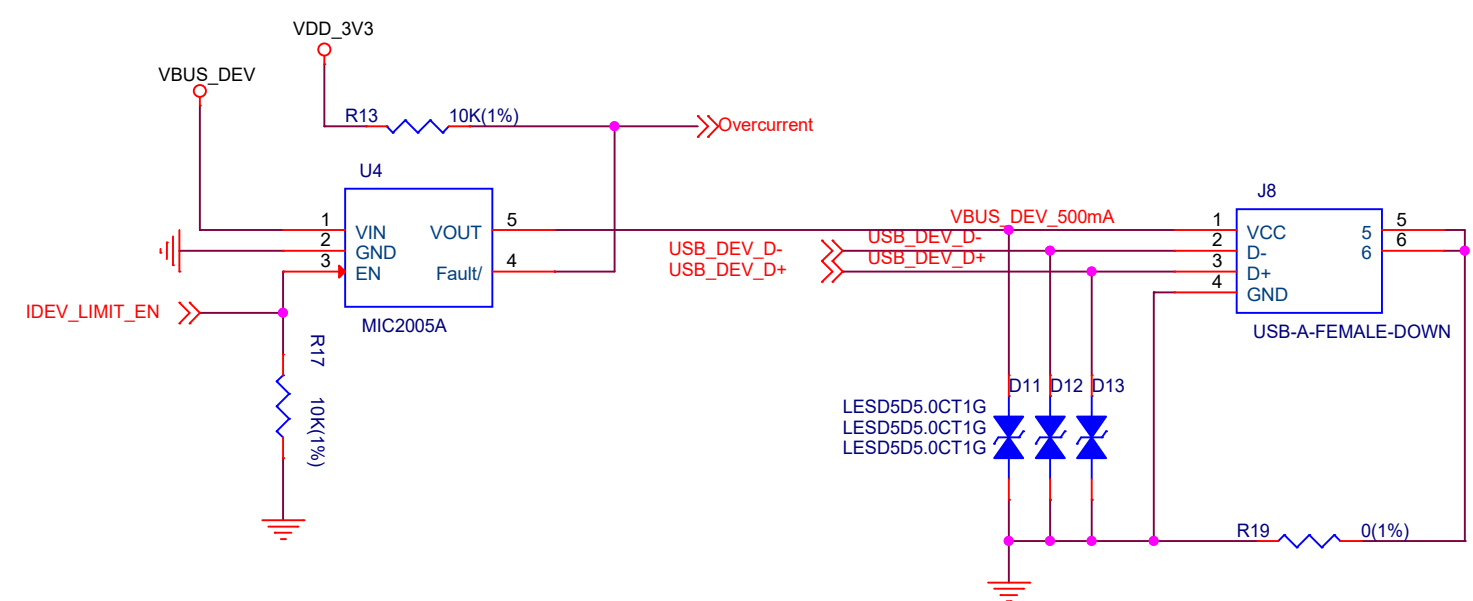 VDD_3V3
VBUS_DEV
R13 10K(1%)
Overcurrent
U4
1 VIN
2 GND
3 EN
VOUT 5
Fault/ 4
MIC2005A
IDEV_LIMIT_EN
R17
10K(1%)
VBUS_DEV_500mA
USB_DEV_D- USB_DEV_D-
USB_DEV_D+ USB_DEV_D+
J8
1 VCC
2 D-
3 D+
4 GND
5 5
6 6
USB-A-FEMALE-DOWN
D11 D12 D13
LESD5D5.0CT1G
LESD5D5.0CT1G
LESD5D5.0CT1G
R19 0(1%)